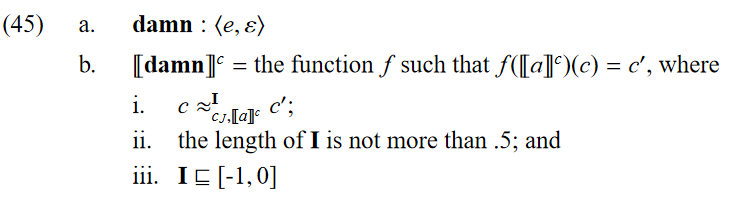 (45) a. damn : ⟨e, ε⟩
b. ⟦damn⟧ᶜ = the function f such that f(⟦a⟧ᶜ)(c) = c′, where
i. c ≈ᴵ_{c_J,⟦a⟧ᶜ} c′;
ii. the length of I is not more than .5; and
iii. I ⊑ [-1, 0]